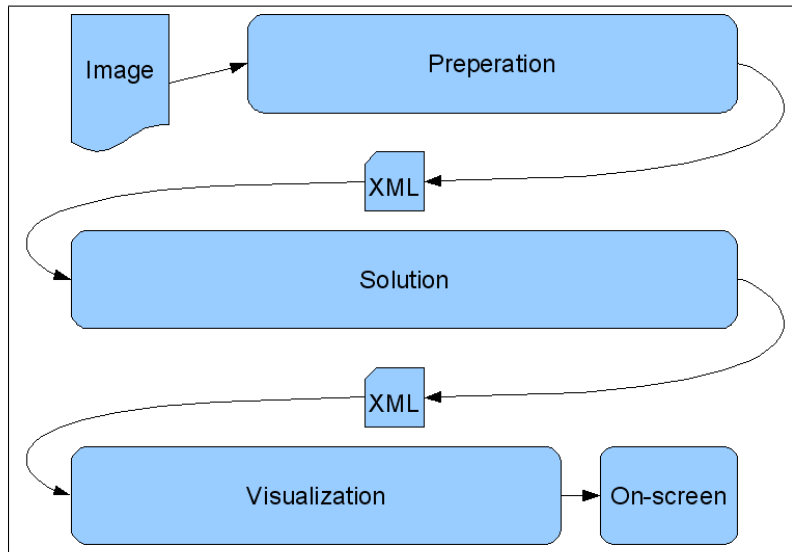 Image
Preperation
XML
Solution
XML
Visualization
On-screen